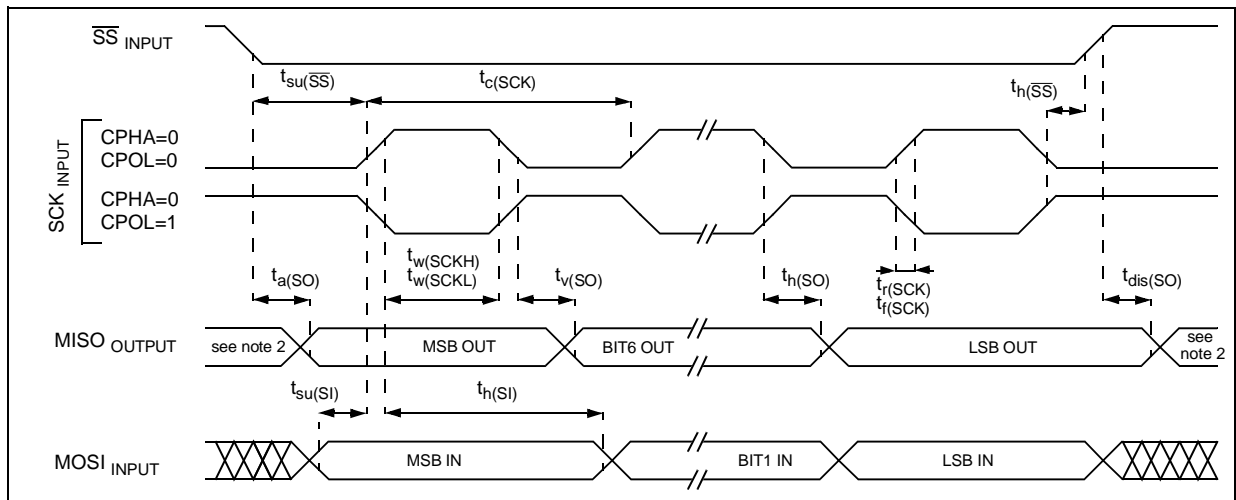 SS INPUT
tsu(SS)
tc(SCK)
th(SS)
SCK INPUT
CPHA=0
CPOL=0
CPHA=0
CPOL=1
ta(SO)
tw(SCKH)
tw(SCKL)
tv(SO)
th(SO)
tr(SCK)
tf(SCK)
tdis(SO)
MISO OUTPUT
see note 2
MSB OUT
BIT6 OUT
LSB OUT
see
note 2
tsu(SI)
th(SI)
MOSI INPUT
MSB IN
BIT1 IN
LSB IN